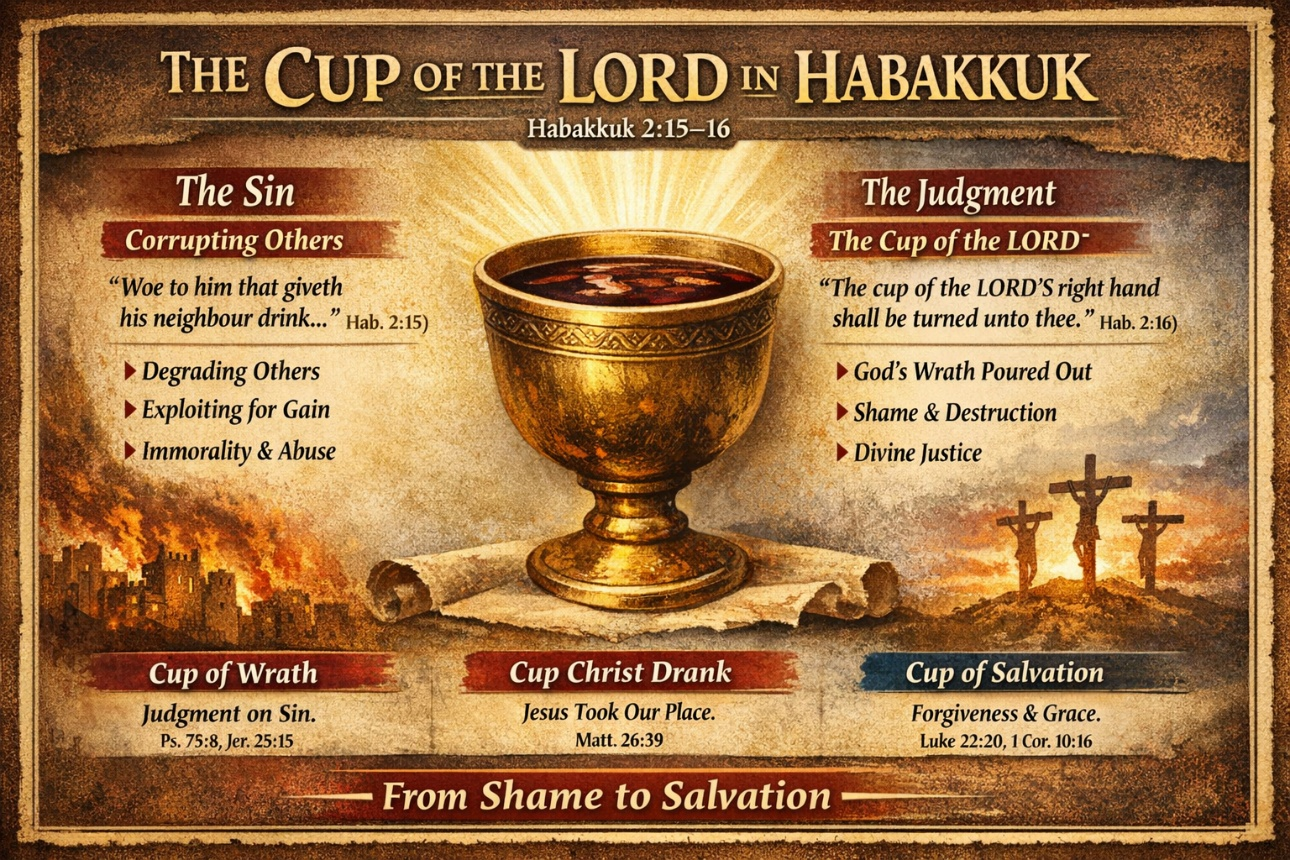 THE CUP OF THE LORD IN HABAKKUK
Habakkuk 2:15–16
The Sin
Corrupting Others
“Woe to him that giveth
his neighbour drink...” Hab. 2:15)
Degrading Others
Exploiting for Gain
Immorality & Abuse
The Judgment
The Cup of the LORD-
“The cup of the LORD'S right hand
shall be turned unto thee.” Hab. 2:16)
God's Wrath Poured Out
Shame & Destruction
Divine Justice
Cup of Wrath
Judgment on Sin.
Ps. 75:8, Jer. 25:15
Cup Christ Drank
Jesus Took Our Place.
Matt. 26:39
Cup of Salvation
Forgiveness & Grace.
Luke 22:20, 1 Cor. 10:16
From Shame to Salvation